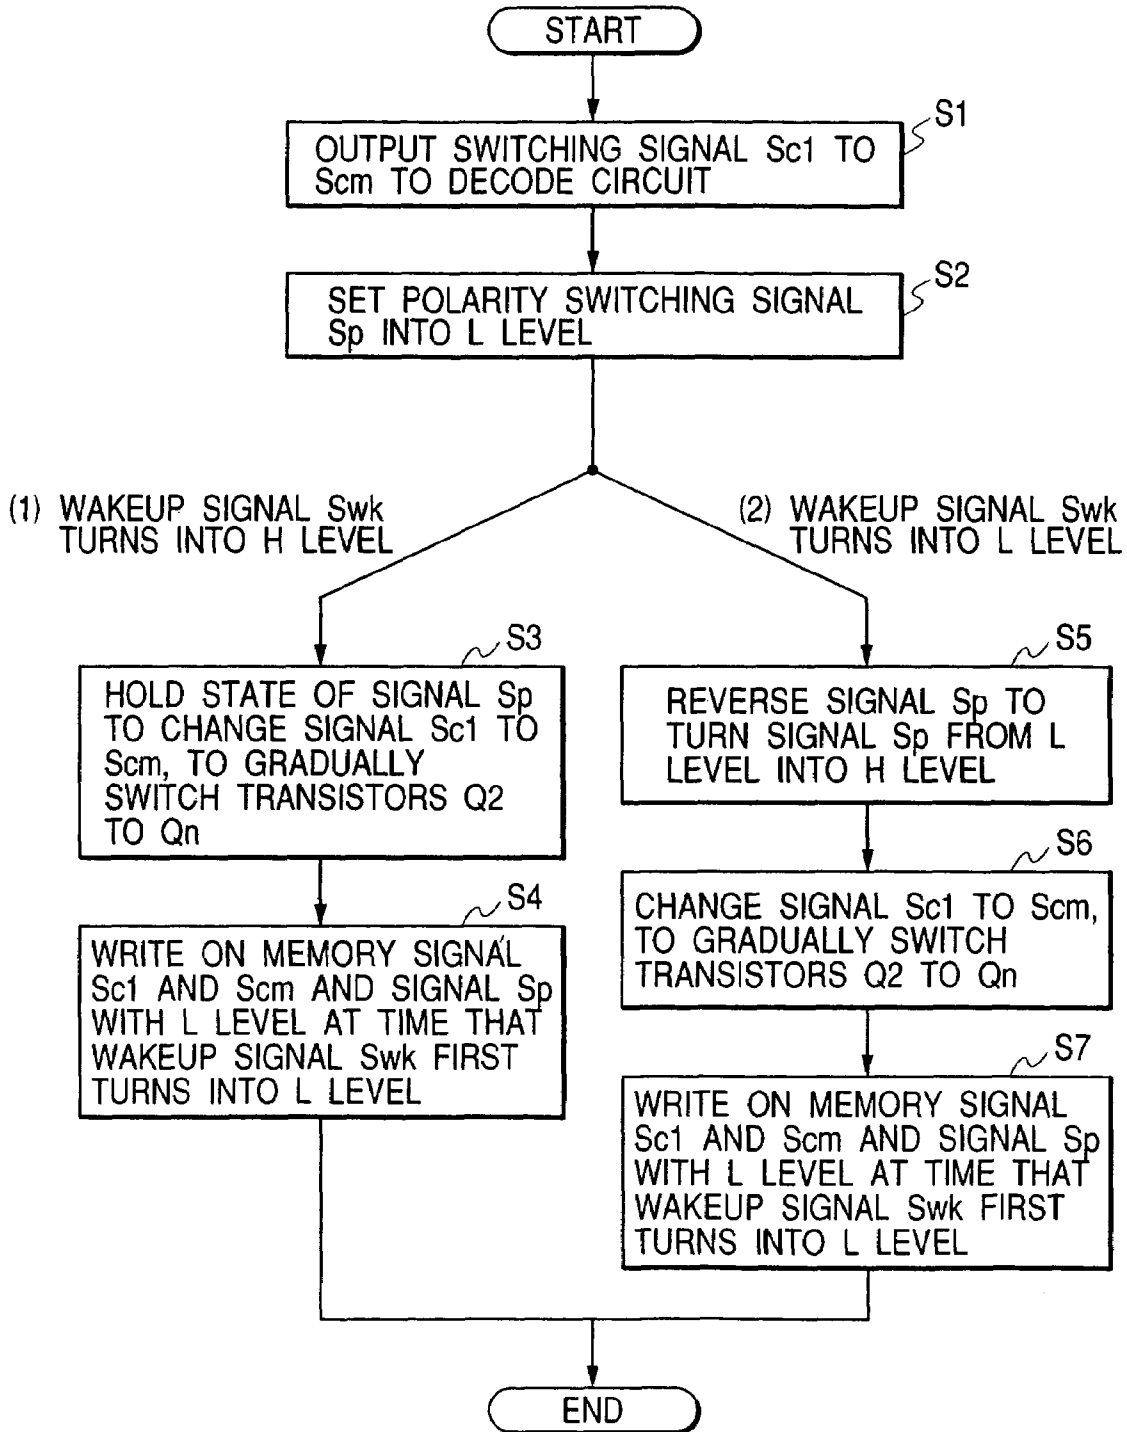 START
S1
OUTPUT SWITCHING SIGNAL Sc1 TO
Scm TO DECODE CIRCUIT
S2
SET POLARITY SWITCHING SIGNAL
Sp INTO L LEVEL
(1) WAKEUP SIGNAL Swk
TURNS INTO H LEVEL
(2) WAKEUP SIGNAL Swk
TURNS INTO L LEVEL
S3
HOLD STATE OF SIGNAL Sp
TO CHANGE SIGNAL Sc1 TO
Scm, TO GRADUALLY
SWITCH TRANSISTORS Q2
TO Qn
S4
WRITE ON MEMORY SIGNAL
Sc1 AND Scm AND SIGNAL Sp
WITH L LEVEL AT TIME THAT
WAKEUP SIGNAL Swk FIRST
TURNS INTO L LEVEL
S5
REVERSE SIGNAL Sp TO
TURN SIGNAL Sp FROM L
LEVEL INTO H LEVEL
S6
CHANGE SIGNAL Sc1 TO Scm,
TO GRADUALLY SWITCH
TRANSISTORS Q2 TO Qn
S7
WRITE ON MEMORY SIGNAL
Sc1 AND Scm AND SIGNAL Sp
WITH L LEVEL AT TIME THAT
WAKEUP SIGNAL Swk FIRST
TURNS INTO L LEVEL
END